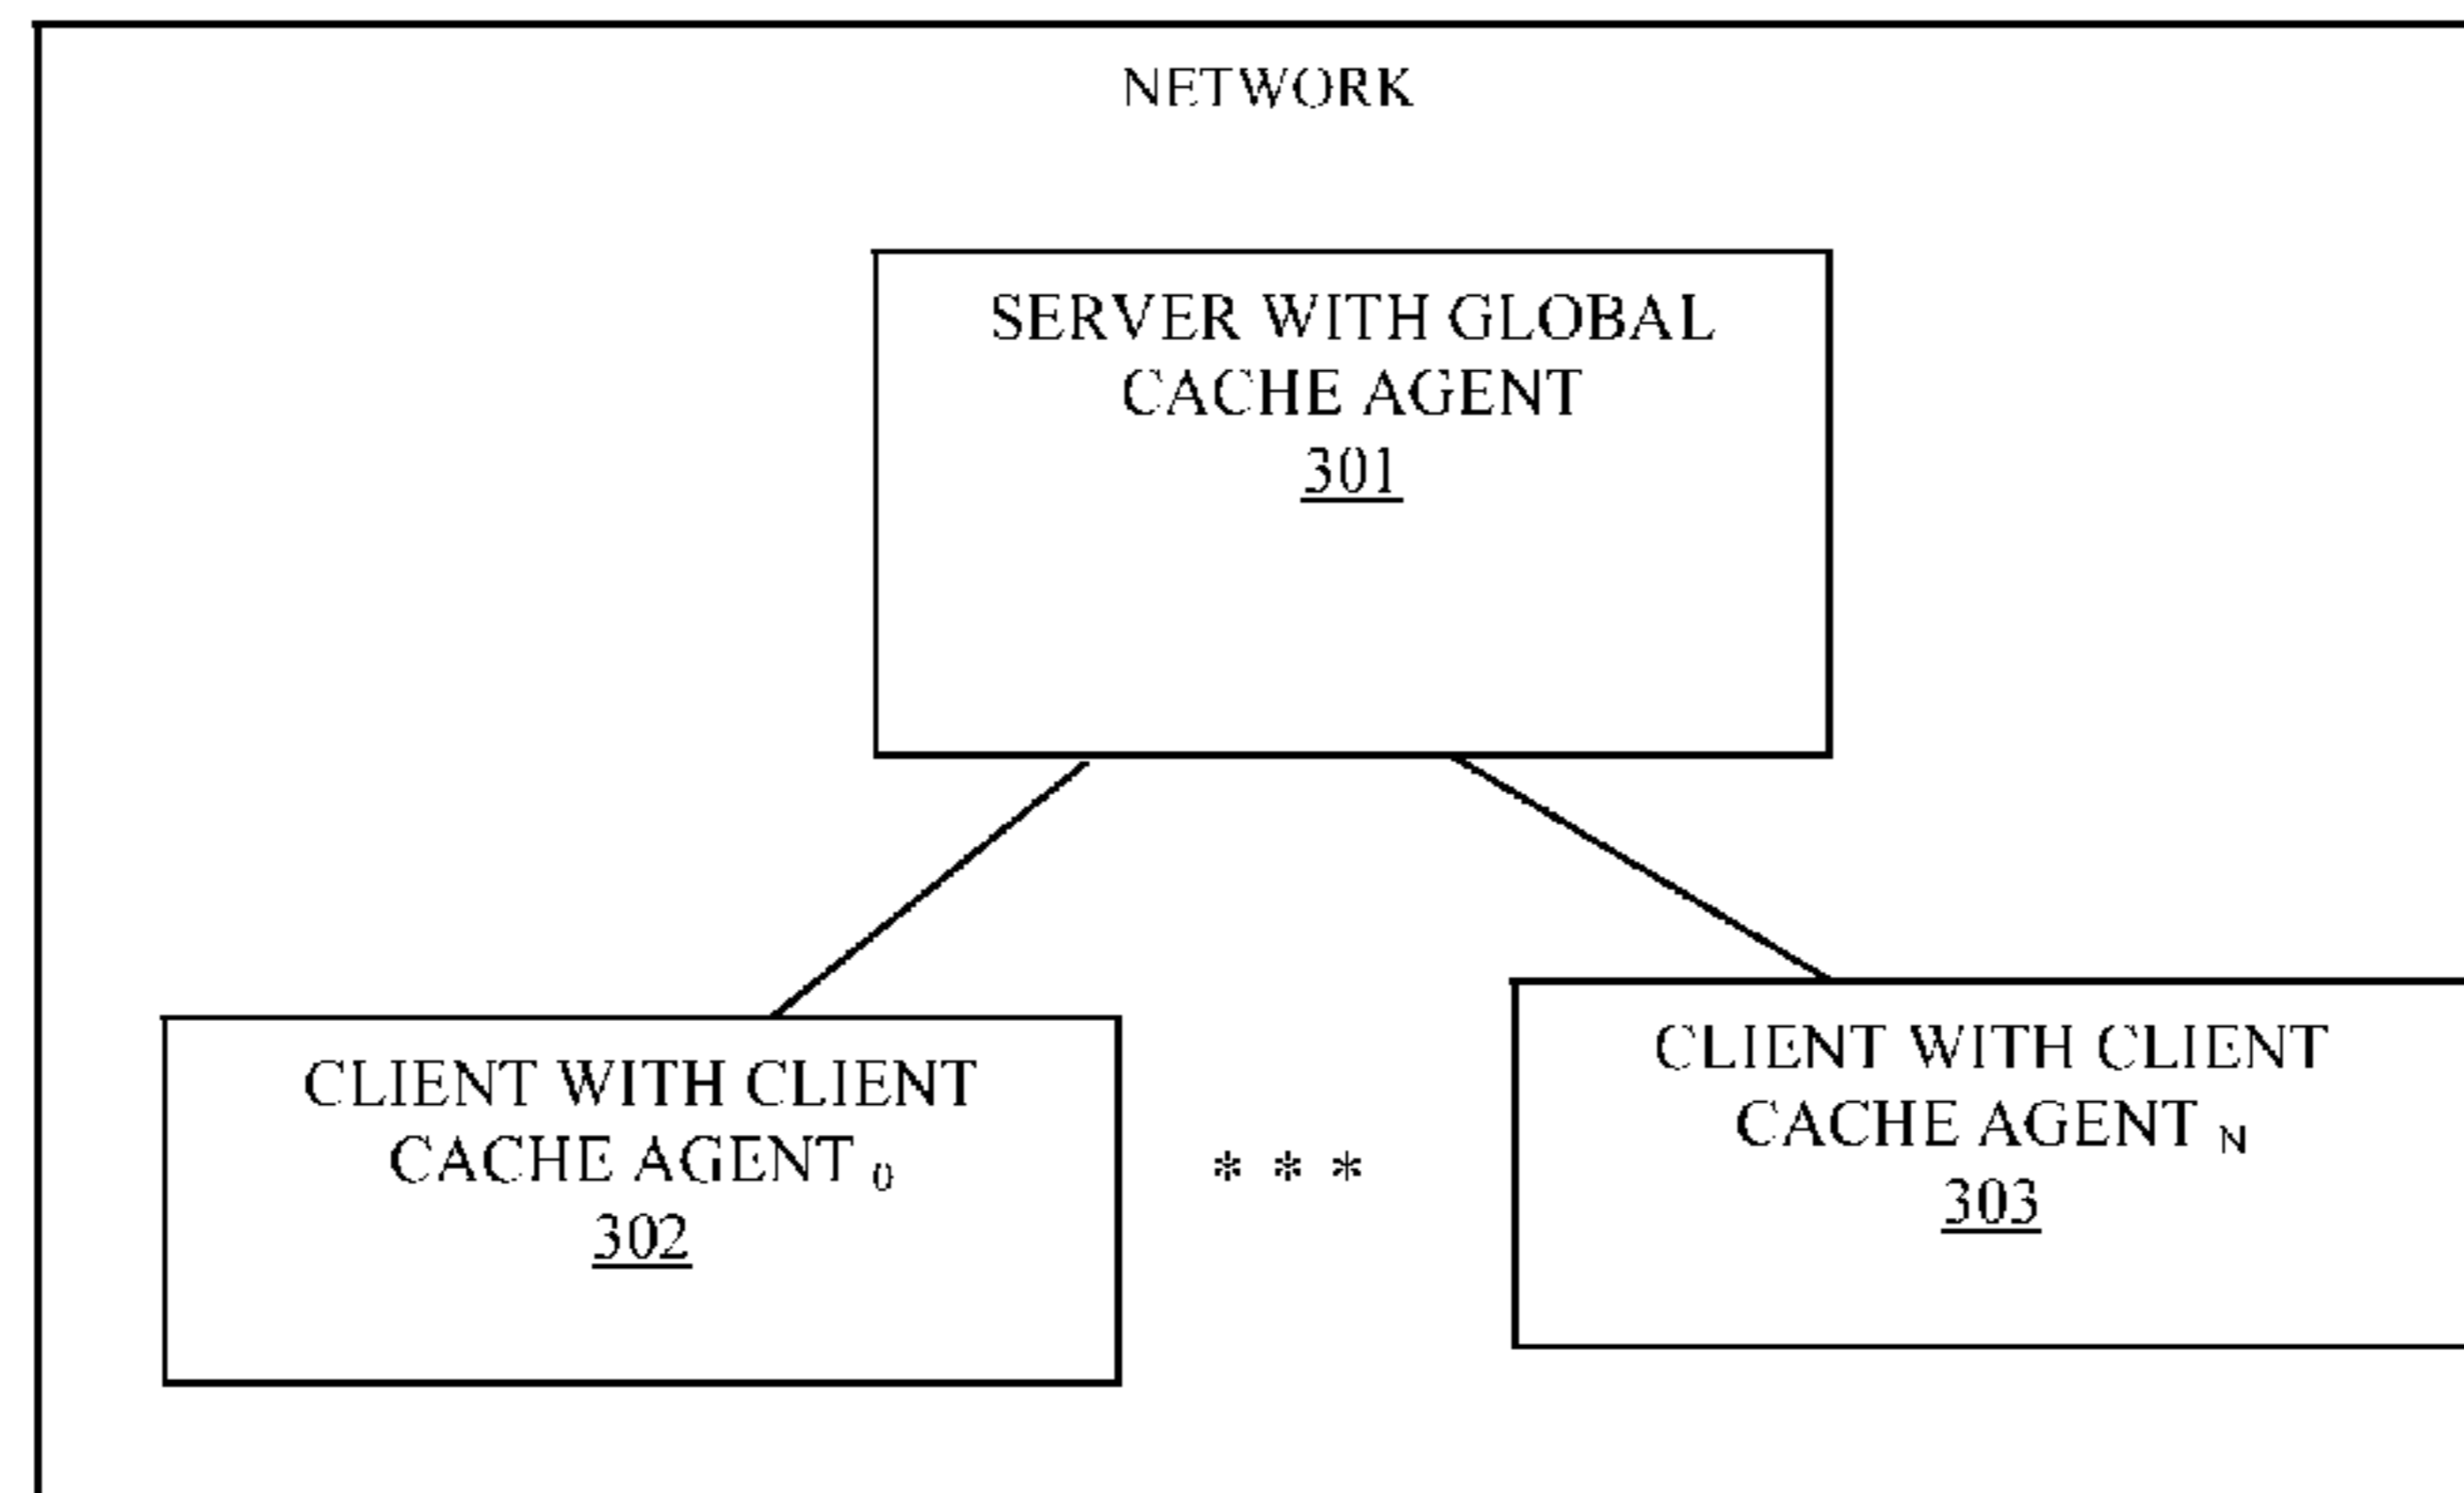 NETWORK
SERVER WITH GLOBAL
CACHE AGENT
301
CLIENT WITH CLIENT
CACHE AGENT 0
302
* * *
CLIENT WITH CLIENT
CACHE AGENT N
303